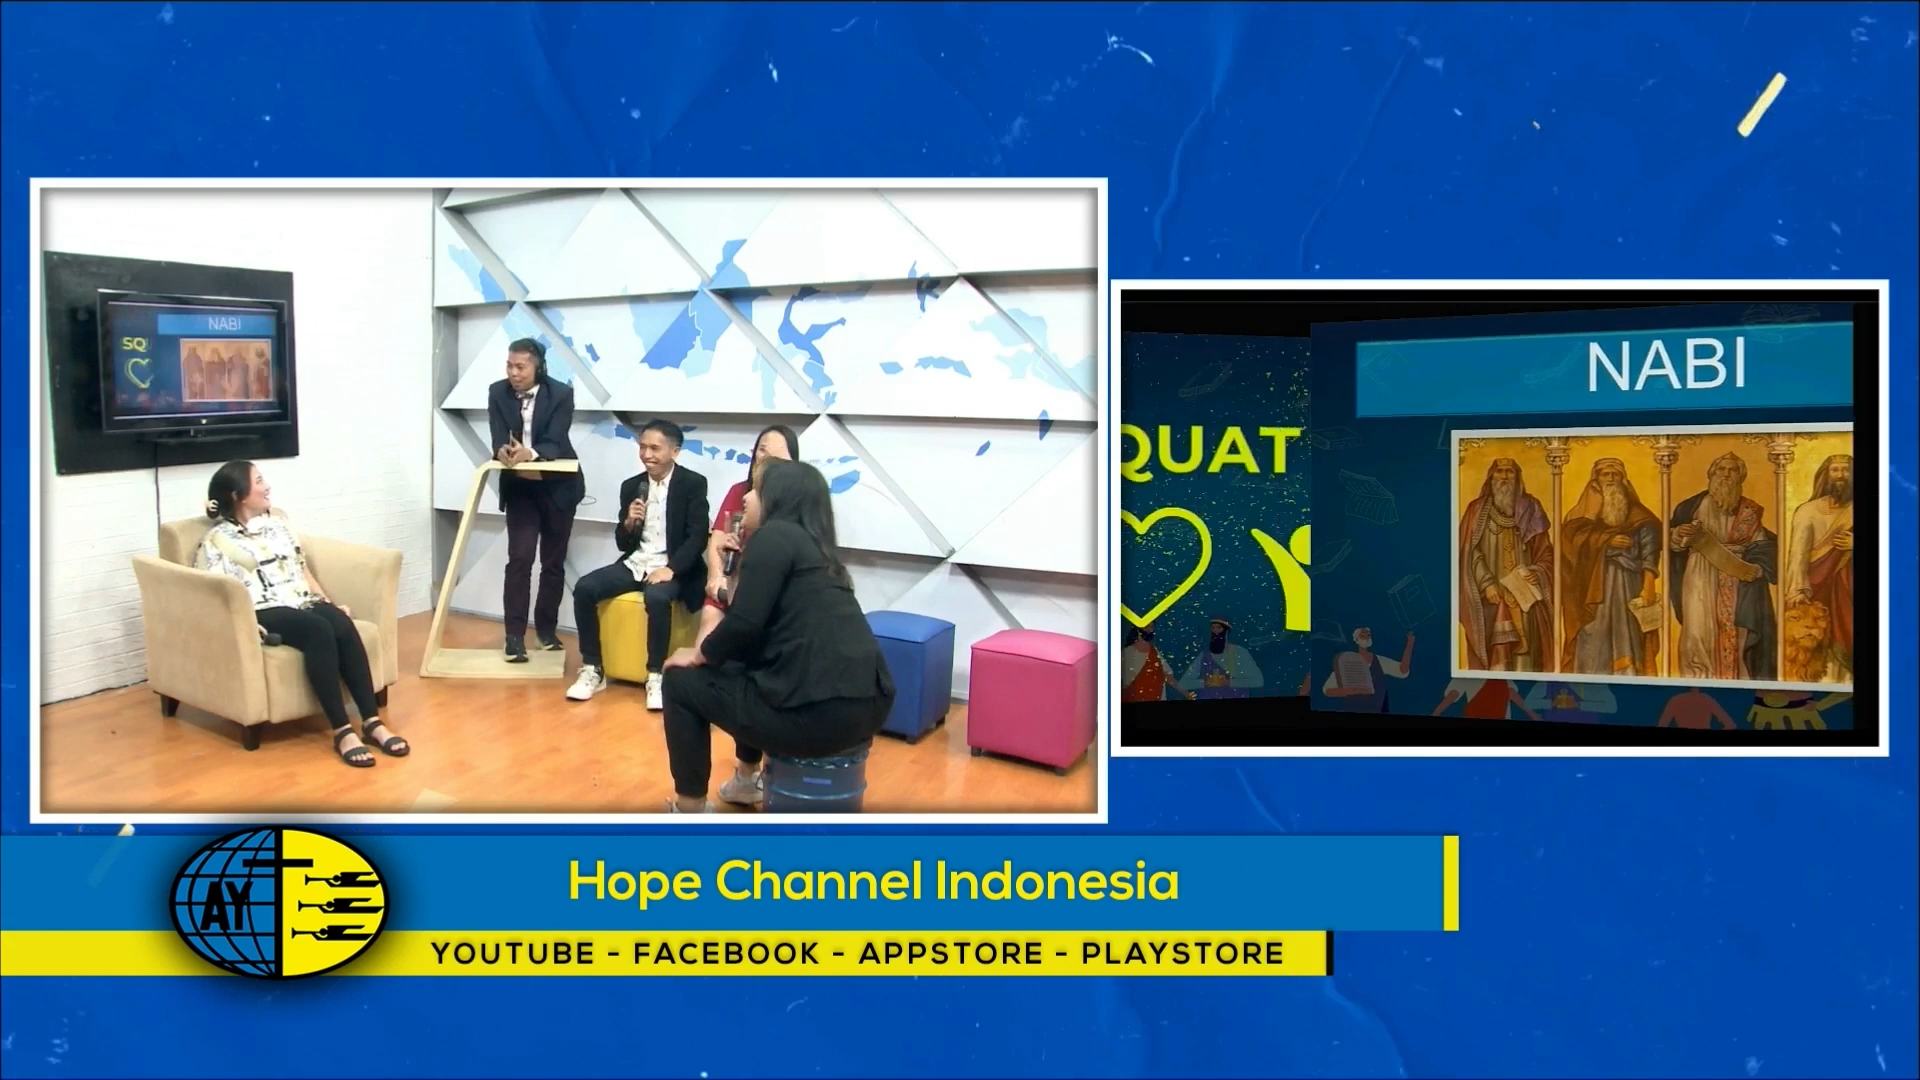 NABI
SQ
NABI
QUAT
AY
Hope Channel Indonesia
YOUTUBE - FACEBOOK - APPSTORE - PLAYSTORE